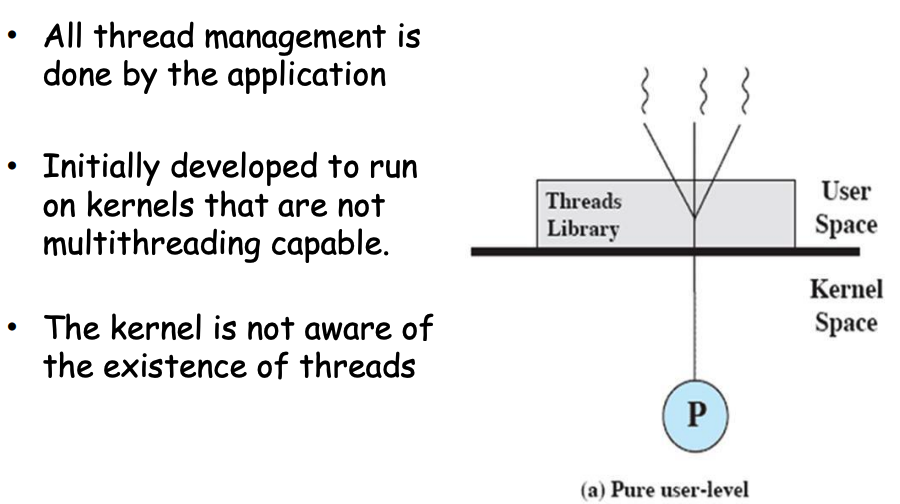 • All thread management is
done by the application
• Initially developed to run
on kernels that are not
multithreading capable.
• The kernel is not aware of
the existence of threads
Threads
Library
User
Space
Kernel
Space
P
(a) Pure user-level